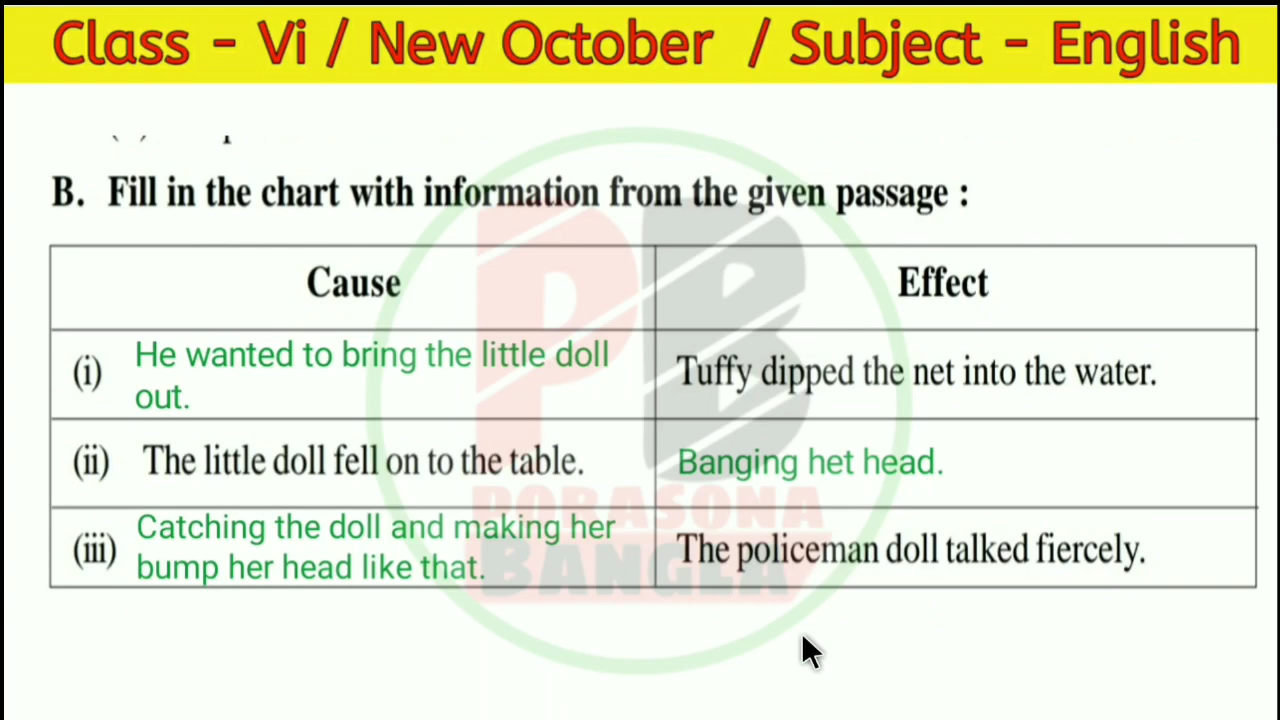 Class - Vi / New October / Subject - English
B. Fill in the chart with information from the given passage :
Cause
Effect
(i) He wanted to bring the little doll
out.
Tuffy dipped the net into the water.
(ii) The little doll fell on to the table.
Banging het head.
(iii) Catching the doll and making her
bump her head like that.
The policeman doll talked fiercely.
PB
PORASONA
BANGLA